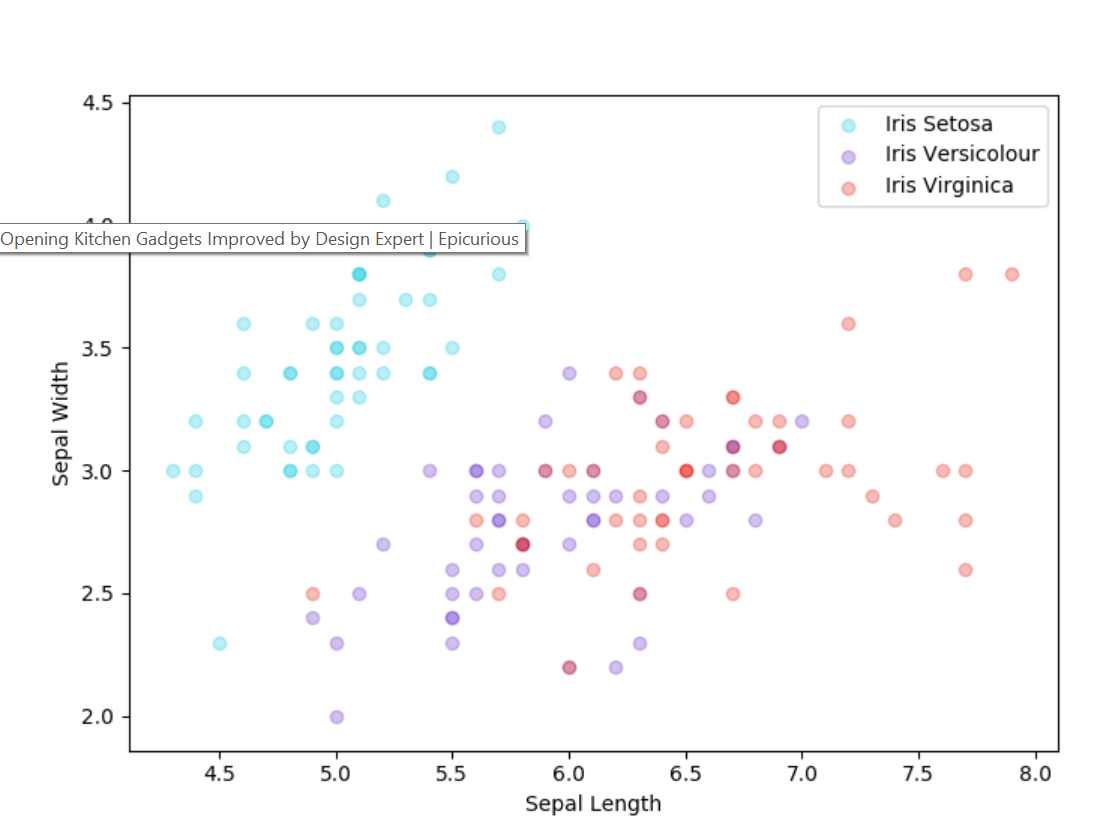 4.5
Iris Setosa
Iris Versicolour
Iris Virginica
Opening Kitchen Gadgets Improved by Design Expert | Epicurious
3.5
Sepal Width
3.0
2.5
2.0
4.5 5.0 5.5 6.0 6.5 7.0 7.5 8.0
Sepal Length